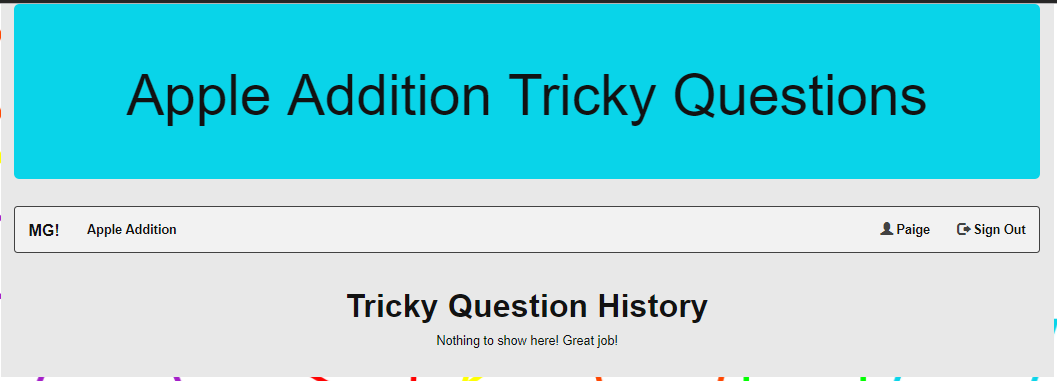 Apple Addition Tricky Questions
MG! Apple Addition Paige Sign Out
Tricky Question History
Nothing to show here! Great job!